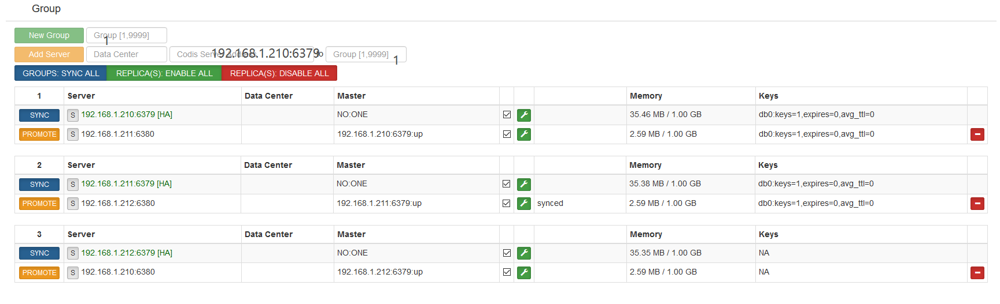 Group
New Group Group [1,9999] 1
Add Server Data Center Codis Server Address 192.168.1.210:6379 to Group [1,9999] 1
GROUPS: SYNC ALL REPLICA(S): ENABLE ALL REPLICA(S): DISABLE ALL
1 Server Data Center Master Memory Keys
SYNC S 192.168.1.210:6379 [HA] NO:ONE 35.46 MB / 1.00 GB db0:keys=1,expires=0,avg_ttl=0
PROMOTE S 192.168.1.211:6380 192.168.1.210:6379:up 2.59 MB / 1.00 GB db0:keys=1,expires=0,avg_ttl=0
2 Server Data Center Master Memory Keys
SYNC S 192.168.1.211:6379 [HA] NO:ONE 35.38 MB / 1.00 GB db0:keys=1,expires=0,avg_ttl=0
PROMOTE S 192.168.1.212:6380 192.168.1.211:6379:up synced 2.59 MB / 1.00 GB db0:keys=1,expires=0,avg_ttl=0
3 Server Data Center Master Memory Keys
SYNC S 192.168.1.212:6379 [HA] NO:ONE 35.35 MB / 1.00 GB NA
PROMOTE S 192.168.1.210:6380 192.168.1.212:6379:up 2.59 MB / 1.00 GB NA